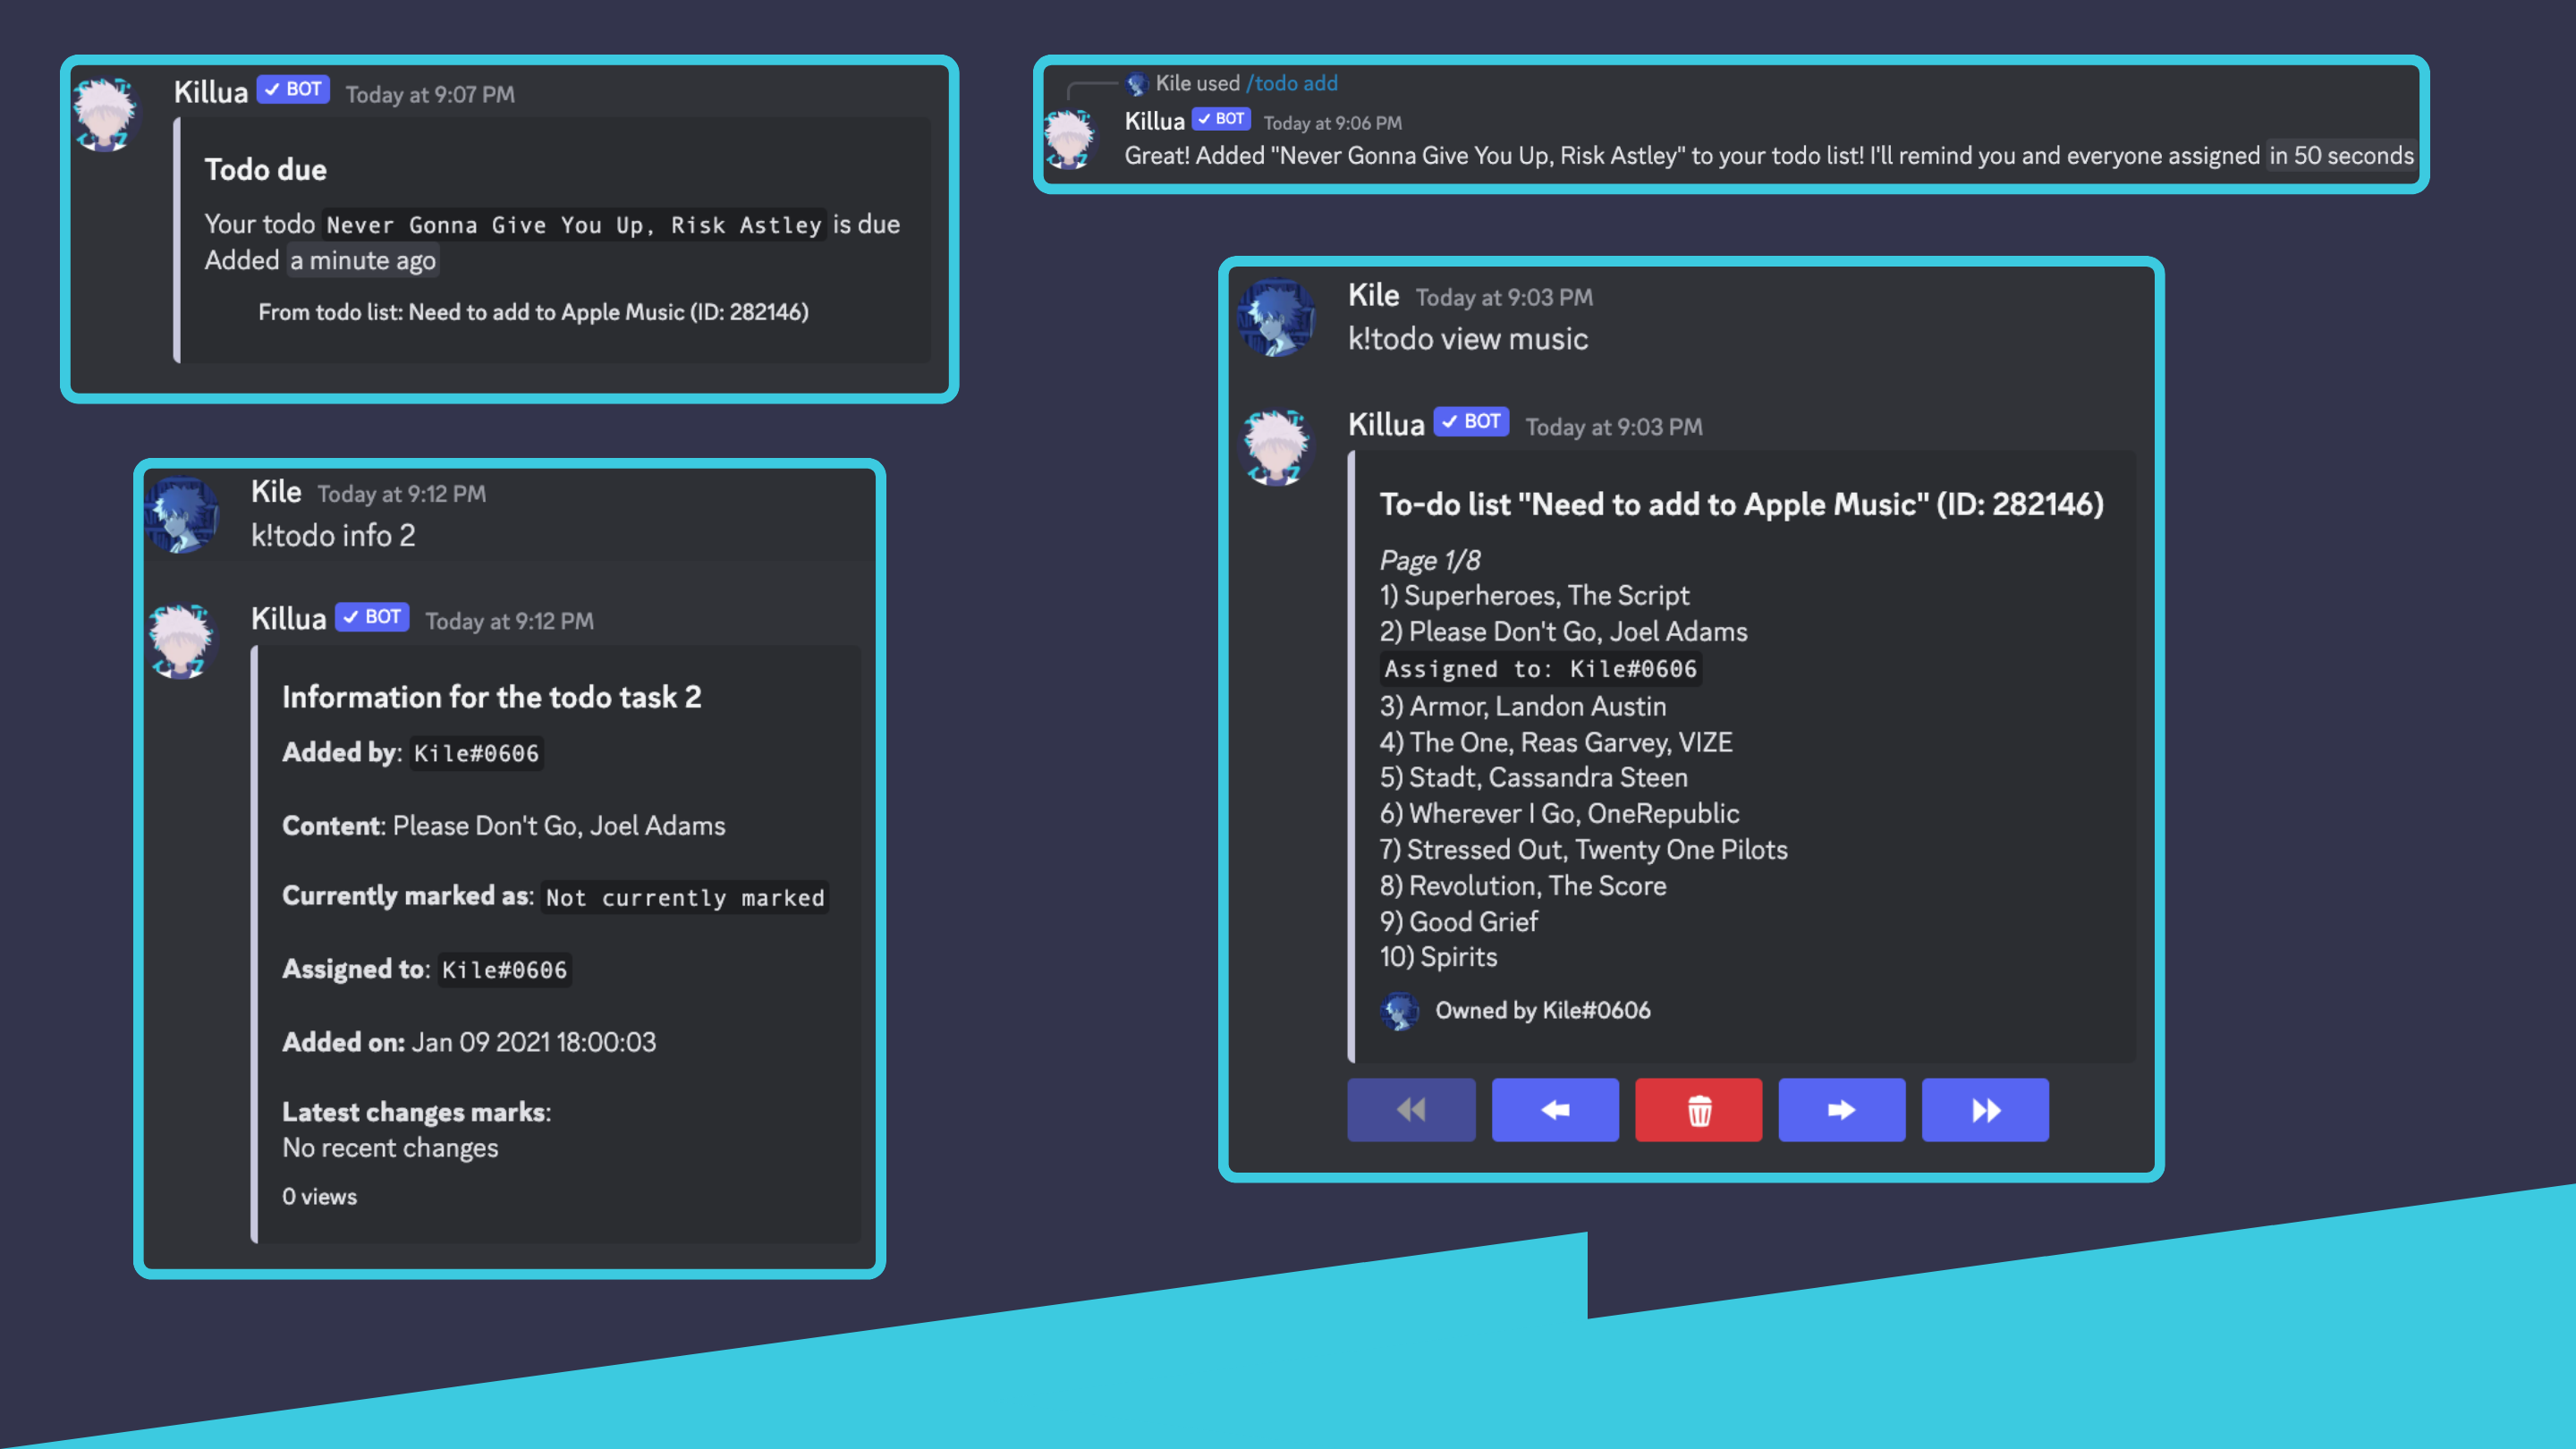 Killua ✓ BOT Today at 9:07 PM
Todo due
Your todo Never Gonna Give You Up, Risk Astley is due
Added a minute ago
From todo list: Need to add to Apple Music (ID: 282146)
Kile used /todo add
Killua ✓ BOT Today at 9:06 PM
Great! Added "Never Gonna Give You Up, Risk Astley" to your todo list! I'll remind you and everyone assigned in 50 seconds
Kile Today at 9:12 PM
k!todo info 2
Killua ✓ BOT Today at 9:12 PM
Information for the todo task 2
Added by: Kile#0606
Content: Please Don't Go, Joel Adams
Currently marked as: Not currently marked
Assigned to: Kile#0606
Added on: Jan 09 2021 18:00:03
Latest changes marks:
No recent changes
0 views
Kile Today at 9:03 PM
k!todo view music
Killua ✓ BOT Today at 9:03 PM
To-do list "Need to add to Apple Music" (ID: 282146)
Page 1/8
1) Superheroes, The Script
2) Please Don't Go, Joel Adams
Assigned to: Kile#0606
3) Armor, Landon Austin
4) The One, Reas Garvey, VIZE
5) Stadt, Cassandra Steen
6) Wherever I Go, OneRepublic
7) Stressed Out, Twenty One Pilots
8) Revolution, The Score
9) Good Grief
10) Spirits
Owned by Kile#0606